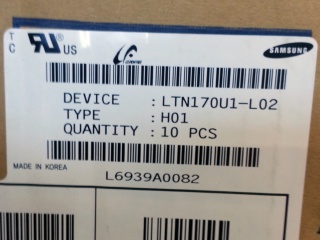 T
C
US
SAMSUNG
DEVICE : LTN170U1-L02
TYPE : H01
QUANTITY : 10 PCS
MADE IN KOREA
L6939A0082